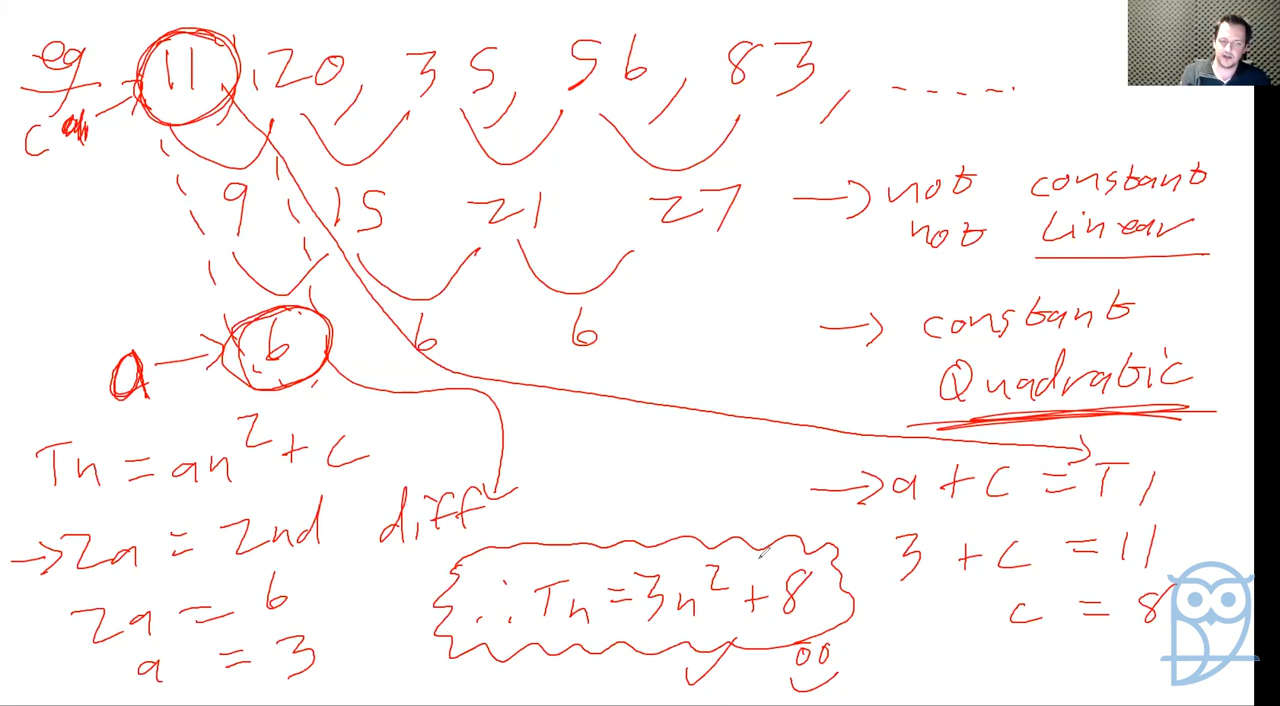 eg 11, 20, 35, 56, 83, .....
c
9 15 21 27 → not constant
not Linear
6 6 6 → constant
a → Quadratic
Tn = an² + c
→ a + c = T1
→ 2a = 2nd diff
3 + c = 11
2a = 6
∴ Tn = 3n² + 8
c = 8
a = 3